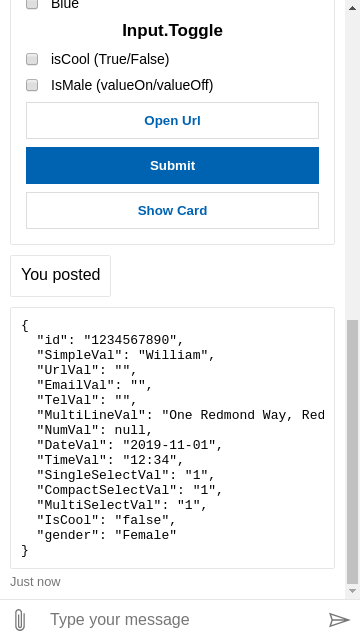 Blue
Input.Toggle
isCool (True/False)
IsMale (valueOn/valueOff)
Open Url
Submit
Show Card
You posted
{
  "id": "1234567890",
  "SimpleVal": "William",
  "UrlVal": "",
  "EmailVal": "",
  "TelVal": "",
  "MultiLineVal": "One Redmond Way, Red
  "NumVal": null,
  "DateVal": "2019-11-01",
  "TimeVal": "12:34",
  "SingleSelectVal": "1",
  "CompactSelectVal": "1",
  "MultiSelectVal": "1",
  "IsCool": "false",
  "gender": "Female"
}
Just now
Type your message